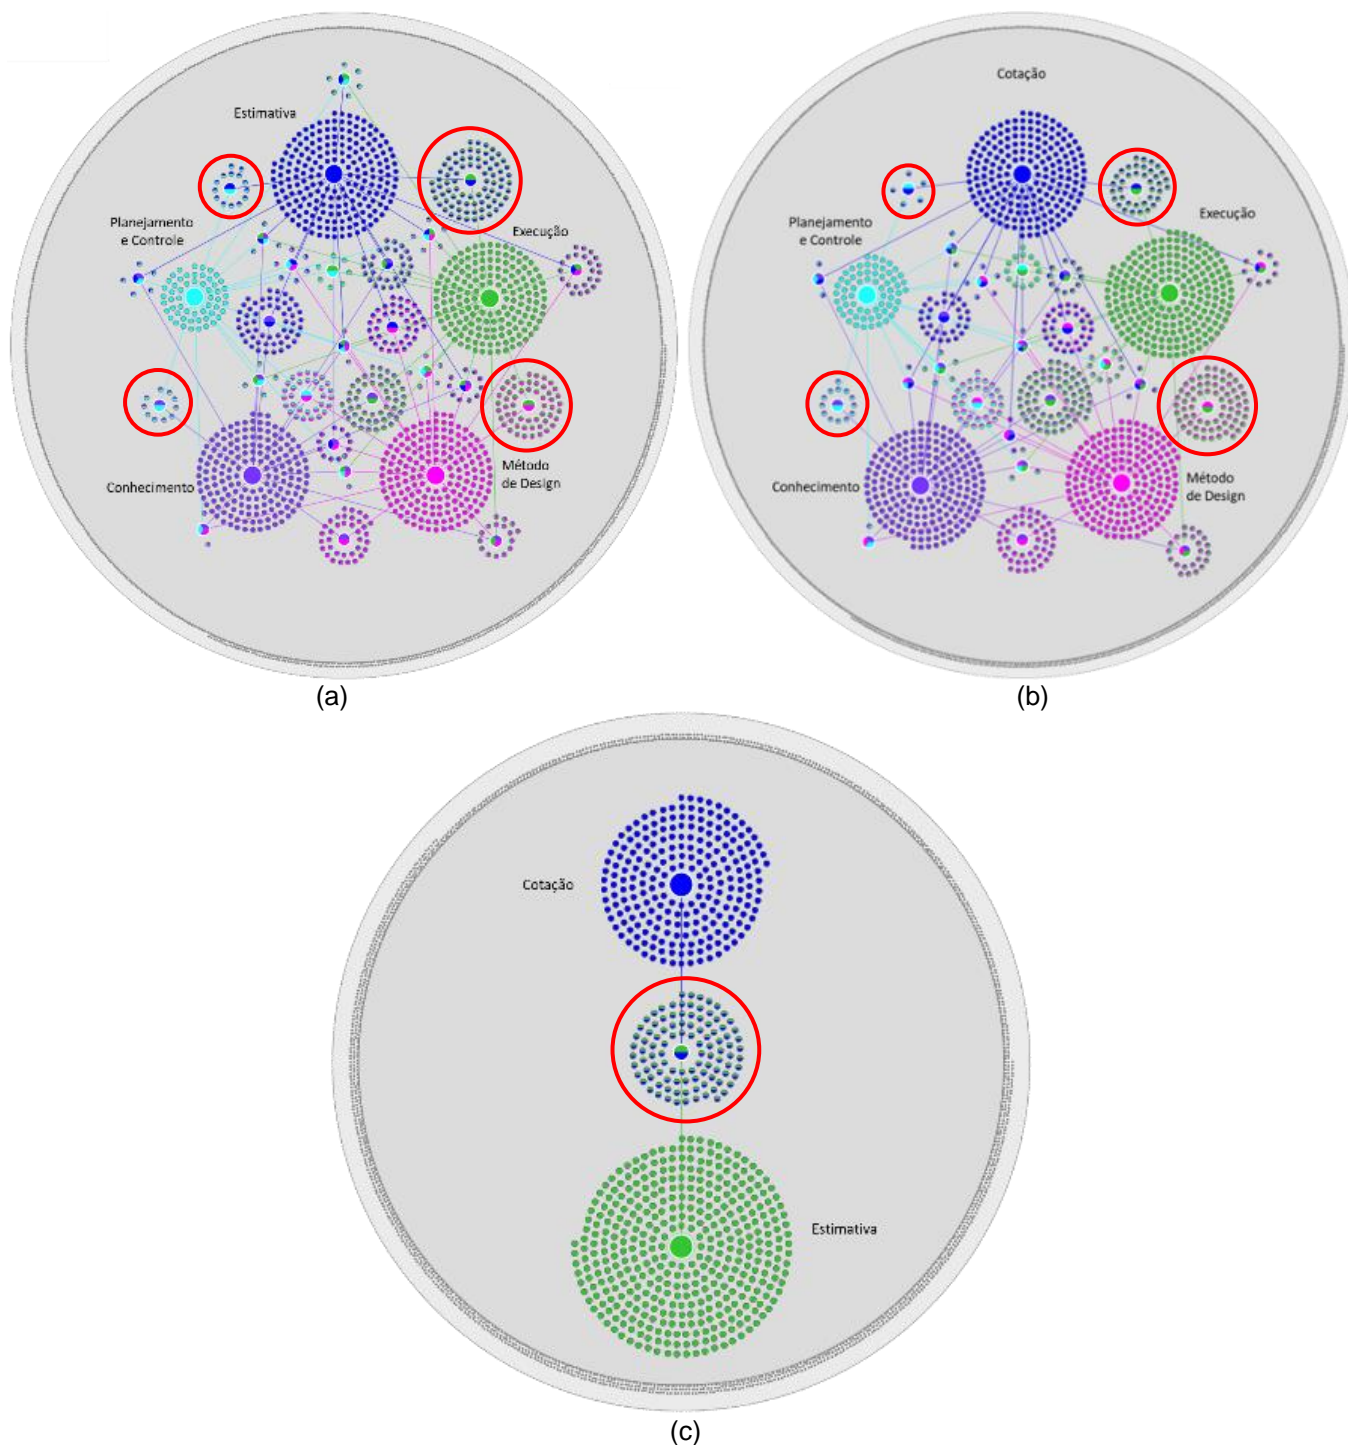 Estimativa
Planejamento
e Controle
Execução
Conhecimento
Método
de Design
(a)
Cotação
Planejamento
e Controle
Execução
Conhecimento
Método
de Design
(b)
Cotação
Estimativa
(c)